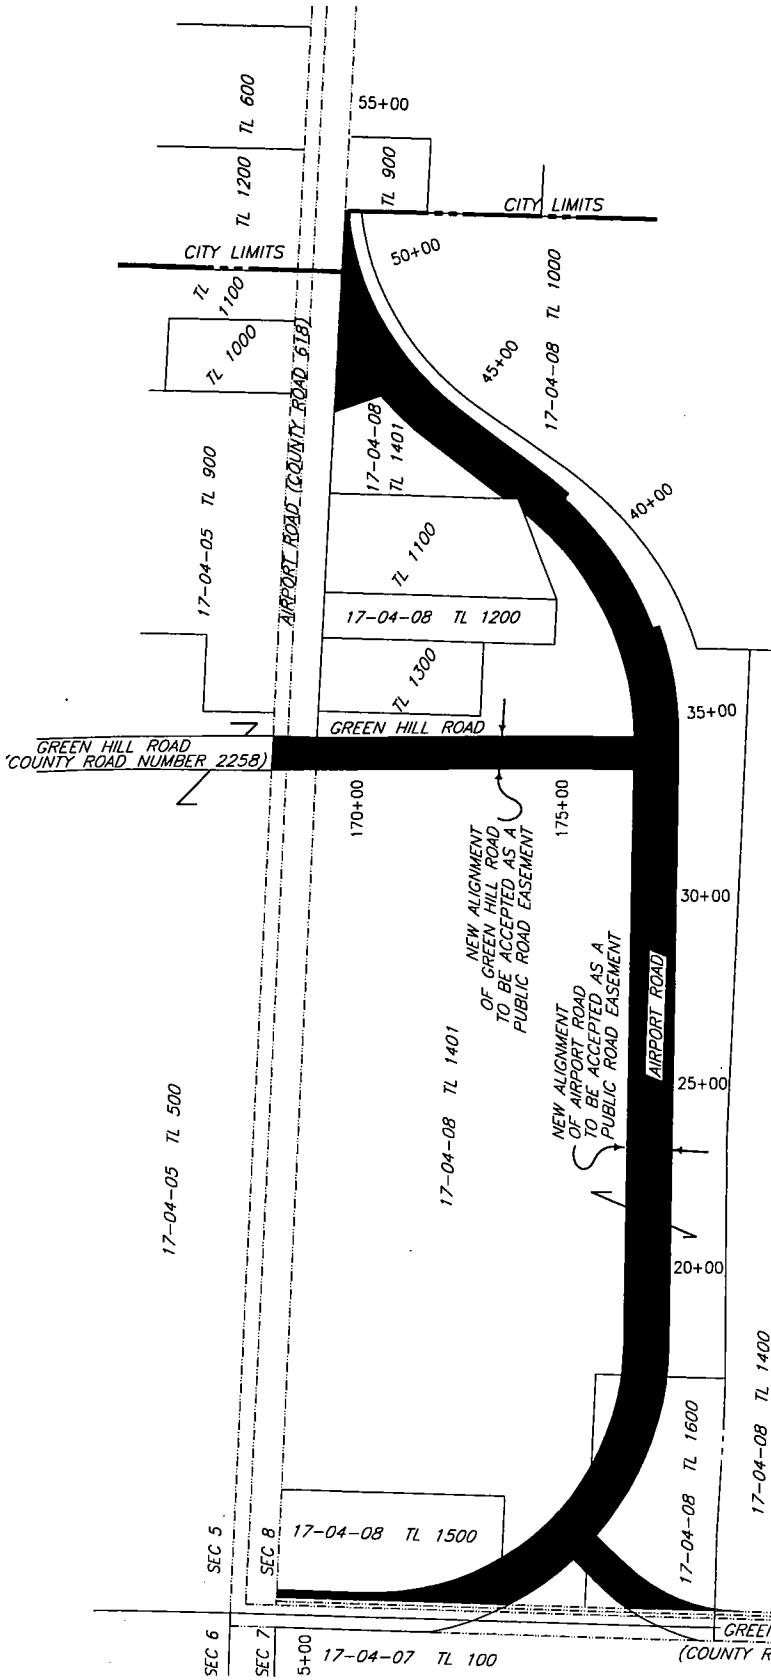 TL 600
55+00
TL 1200
TL 900
CITY LIMITS
CITY LIMITS
50+00
TL
1100
17-04-08 TL 1000
TL 1000
45+00
AIRPORT ROAD (COUNTY ROAD 618)
17-04-08
TL 1401
17-04-05 TL 900
40+00
TL 1100
17-04-08 TL 1200
TL 1300
35+00
GREEN HILL ROAD
GREEN HILL ROAD
(COUNTY ROAD NUMBER 2258)
170+00
175+00
NEW ALIGNMENT
OF GREEN HILL ROAD
TO BE ACCEPTED AS A
PUBLIC ROAD EASEMENT
30+00
AIRPORT ROAD
NEW ALIGNMENT
OF AIRPORT ROAD
TO BE ACCEPTED AS A
PUBLIC ROAD EASEMENT
25+00
17-04-08 TL 1401
17-04-05 TL 500
20+00
17-04-08 TL 1400
17-04-08 TL 1600
SEC 5
SEC 8
17-04-08 TL 1500
SEC 6
SEC 7
5+00
17-04-07 TL 100
GREEN
(COUNTY R